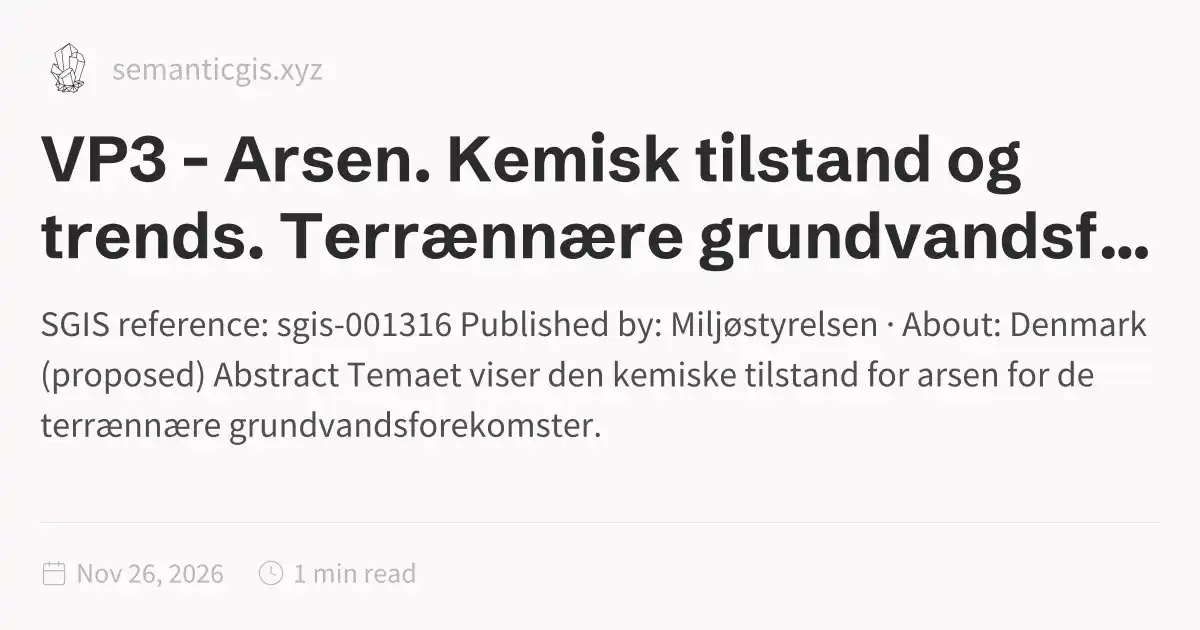 semanticgis.xyz
VP3 - Arsen. Kemisk tilstand og
trends. Terrænnære grundvandsf...
SGIS reference: sgis-001316 Published by: Miljøstyrelsen · About: Denmark
(proposed) Abstract Temaet viser den kemiske tilstand for arsen for de
terrænnære grundvandsforekomster.
Nov 26, 2026 1 min read